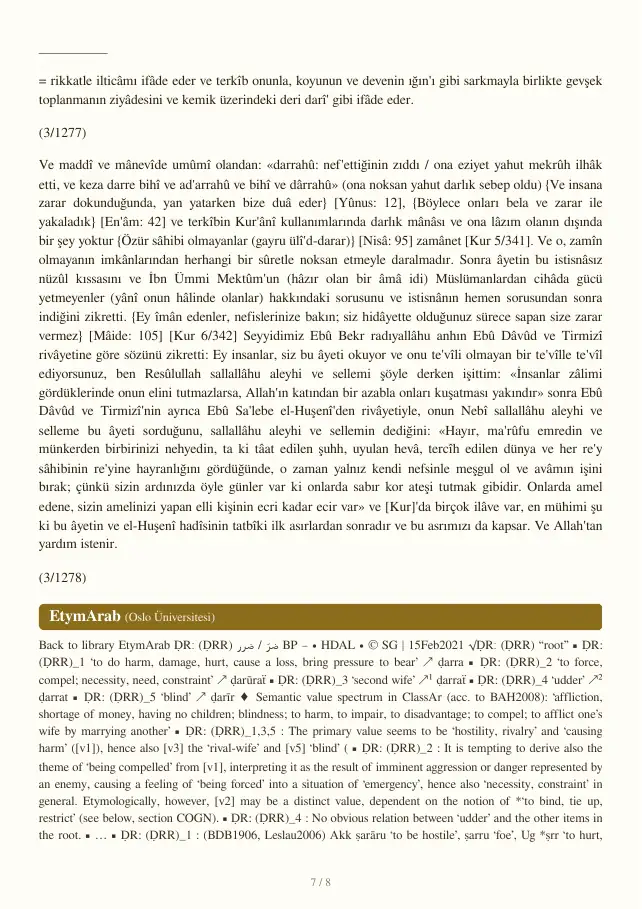 = rikkatle ilticâmı ifâde eder ve terkîb onunla, koyunun ve devenin ığın'ı gibi sarkmayla birlikte gevşek
toplanmanın ziyâdesini ve kemik üzerindeki deri darî' gibi ifâde eder.
(3/1277)
Ve maddî ve mânevîde umûmî olandan: «darrahû: nef'ettiğinin zıddı / ona eziyet yahut mekrûh ilhâk
etti, ve keza darre bihî ve ad'arrahû ve bihî ve dârrahû» (ona noksan yahut darlık sebep oldu) {Ve insana
zarar dokunduğunda, yan yatarken bize duâ eder} [Yûnus: 12], {Böylece onları bela ve zarar ile
yakaladık} [En'âm: 42] ve terkîbin Kur'ânî kullanımlarında darlık mânâsı ve ona lâzım olanın dışında
bir şey yoktur {Özür sâhibi olmayanlar (gayru ülî'd-darar)} [Nisâ: 95] zamânet [Kur 5/341]. Ve o, zamîn
olmayanın imkânlarından herhangi bir sûretle noksan etmeyle daralmadır. Sonra âyetin bu istisnâsız
nüzûl kıssasını ve İbn Ümmi Mektûm'un (hâzır olan bir âmâ idi) Müslümanlardan cihâda gücü
yetmeyenler (yânî onun hâlinde olanlar) hakkındaki sorusunu ve istisnânın hemen sorusundan sonra
indiğini zikretti. {Ey îmân edenler, nefislerinize bakın; siz hidâyette olduğunuz sürece sapan size zarar
vermez} [Mâide: 105] [Kur 6/342] Seyyidimiz Ebû Bekr radıyallâhu anhın Ebû Dâvûd ve Tirmizî
rivâyetine göre sözünü zikretti: Ey insanlar, siz bu âyeti okuyor ve onu te'vîli olmayan bir te'vîlle te'vîl
ediyorsunuz, ben Resûlullah sallallâhu aleyhi ve sellemi şöyle derken işittim: «İnsanlar zâlimi
gördüklerinde onun elini tutmazlarsa, Allah'ın katından bir azabla onları kuşatması yakındır» sonra Ebû
Dâvûd ve Tirmizî'nin ayrıca Ebû Sa'lebe el-Huşenî'den rivâyetiyle, onun Nebî sallallâhu aleyhi ve
selleme bu âyeti sorduğunu, sallallâhu aleyhi ve sellemin dediğini: «Hayır, ma'rûfu emredin ve
münkerden birbirinizi nehyedin, ta ki tâat edilen şuhh, uyulan hevâ, tercîh edilen dünya ve her re'y
sâhibinin re'yine hayranlığını gördüğünde, o zaman yalnız kendi nefsinle meşgul ol ve avâmın işini
bırak; çünkü sizin ardınızda öyle günler var ki onlarda sabır kor ateşi tutmak gibidir. Onlarda amel
edene, sizin amelinizi yapan elli kişinin ecri kadar ecir var» ve [Kur]'da birçok ilâve var, en mühimi şu
ki bu âyetin ve el-Huşenî hadîsinin tatbîki ilk asırlardan sonradır ve bu asrımızı da kapsar. Ve Allah'tan
yardım istenir.
(3/1278)
EtymArab (Oslo Üniversitesi)
Back to library EtymArab ḌR: (ḌRR) ضرّ / ضرر BP – • HDAL • © SG | 15Feb2021 √ḌR: (ḌRR) “root” ▪ ḌR:
(ḌRR)_1 ‘to do harm, damage, hurt, cause a loss, bring pressure to bear’ ↗ ḍarra ▪ ḌR: (ḌRR)_2 ‘to force,
compel; necessity, need, constraint’ ↗ ḍarūraẗ ▪ ḌR: (ḌRR)_3 ‘second wife’ ↗¹ ḍarraẗ ▪ ḌR: (ḌRR)_4 ‘udder’ ↗²
ḍarrat ▪ ḌR: (ḌRR)_5 ‘blind’ ↗ ḍarīr ♦ Semantic value spectrum in ClassAr (acc. to BAH2008): ‘affliction,
shortage of money, having no children; blindness; to harm, to impair, to disadvantage; to compel; to afflict one’s
wife by marrying another’ ▪ ḌR: (ḌRR)_1,3,5 : The primary value seems to be ‘hostility, rivalry’ and ‘causing
harm’ ([v1]), hence also [v3] the ‘rival-wife’ and [v5] ‘blind’ ( ▪ ḌR: (ḌRR)_2 : It is tempting to derive also the
theme of ‘being compelled’ from [v1], interpreting it as the result of imminent aggression or danger represented by
an enemy, causing a feeling of ‘being forced’ into a situation of ‘emergency’, hence also ‘necessity, constraint’ in
general. Etymologically, however, [v2] may be a distinct value, dependent on the notion of *‘to bind, tie up,
restrict’ (see below, section COGN). ▪ ḌR: (ḌRR)_4 : No obvious relation between ‘udder’ and the other items in
the root. ▪ … ▪ ḌR: (ḌRR)_1 : (BDB1906, Leslau2006) Akk ṣarāru ‘to be hostile’, ṣarru ‘foe’, Ug *ṣrr ‘to hurt,
7 / 8